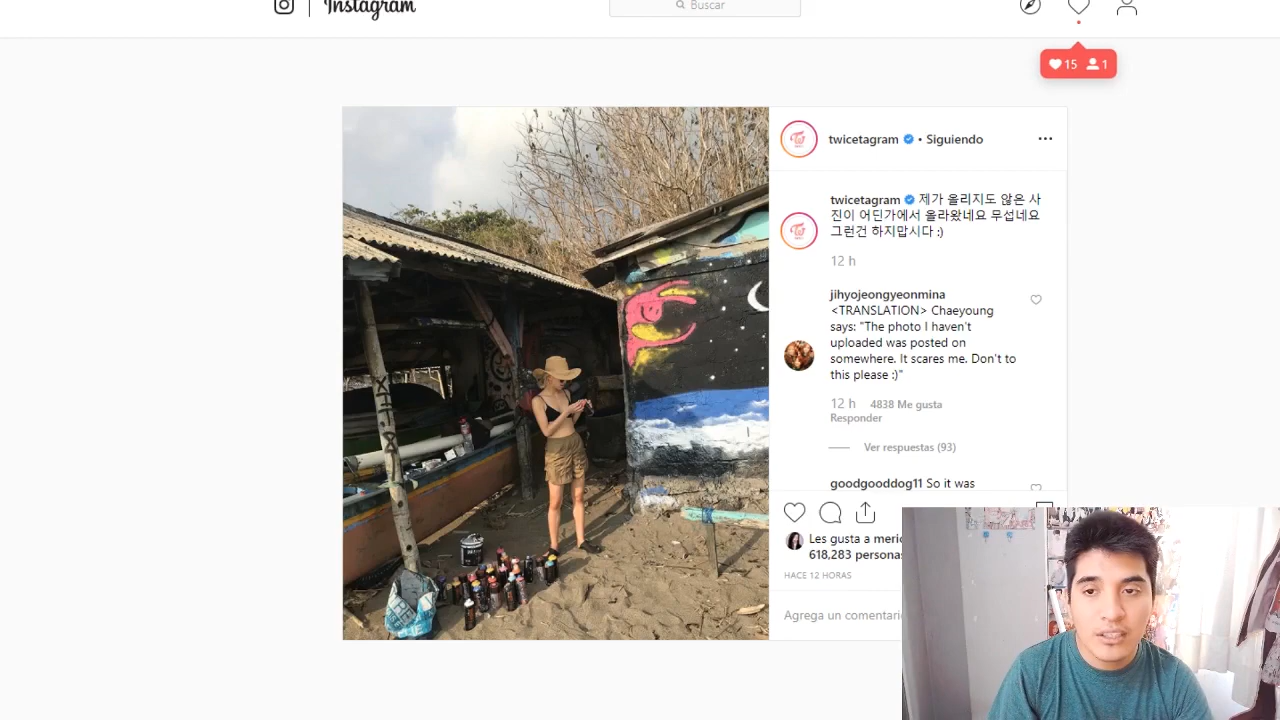 Instagram
Buscar
15 1
twicetagram • Siguiendo
twicetagram 제가 올리지도 않은 사
진이 어딘가에서 올라왔네요 무섭네요
그런건 하지맙시다 :)
12 h
jihyojeongyeonmina
<TRANSLATION> Chaeyoung
says: "The photo I haven't
uploaded was posted on
somewhere. It scares me. Don't to
this please :)"
12 h 4838 Me gusta
Responder
Ver respuestas (93)
goodgooddog11 So it was
Les gusta a
618,283 personas
HACE 12 HORAS
Agrega un comentari